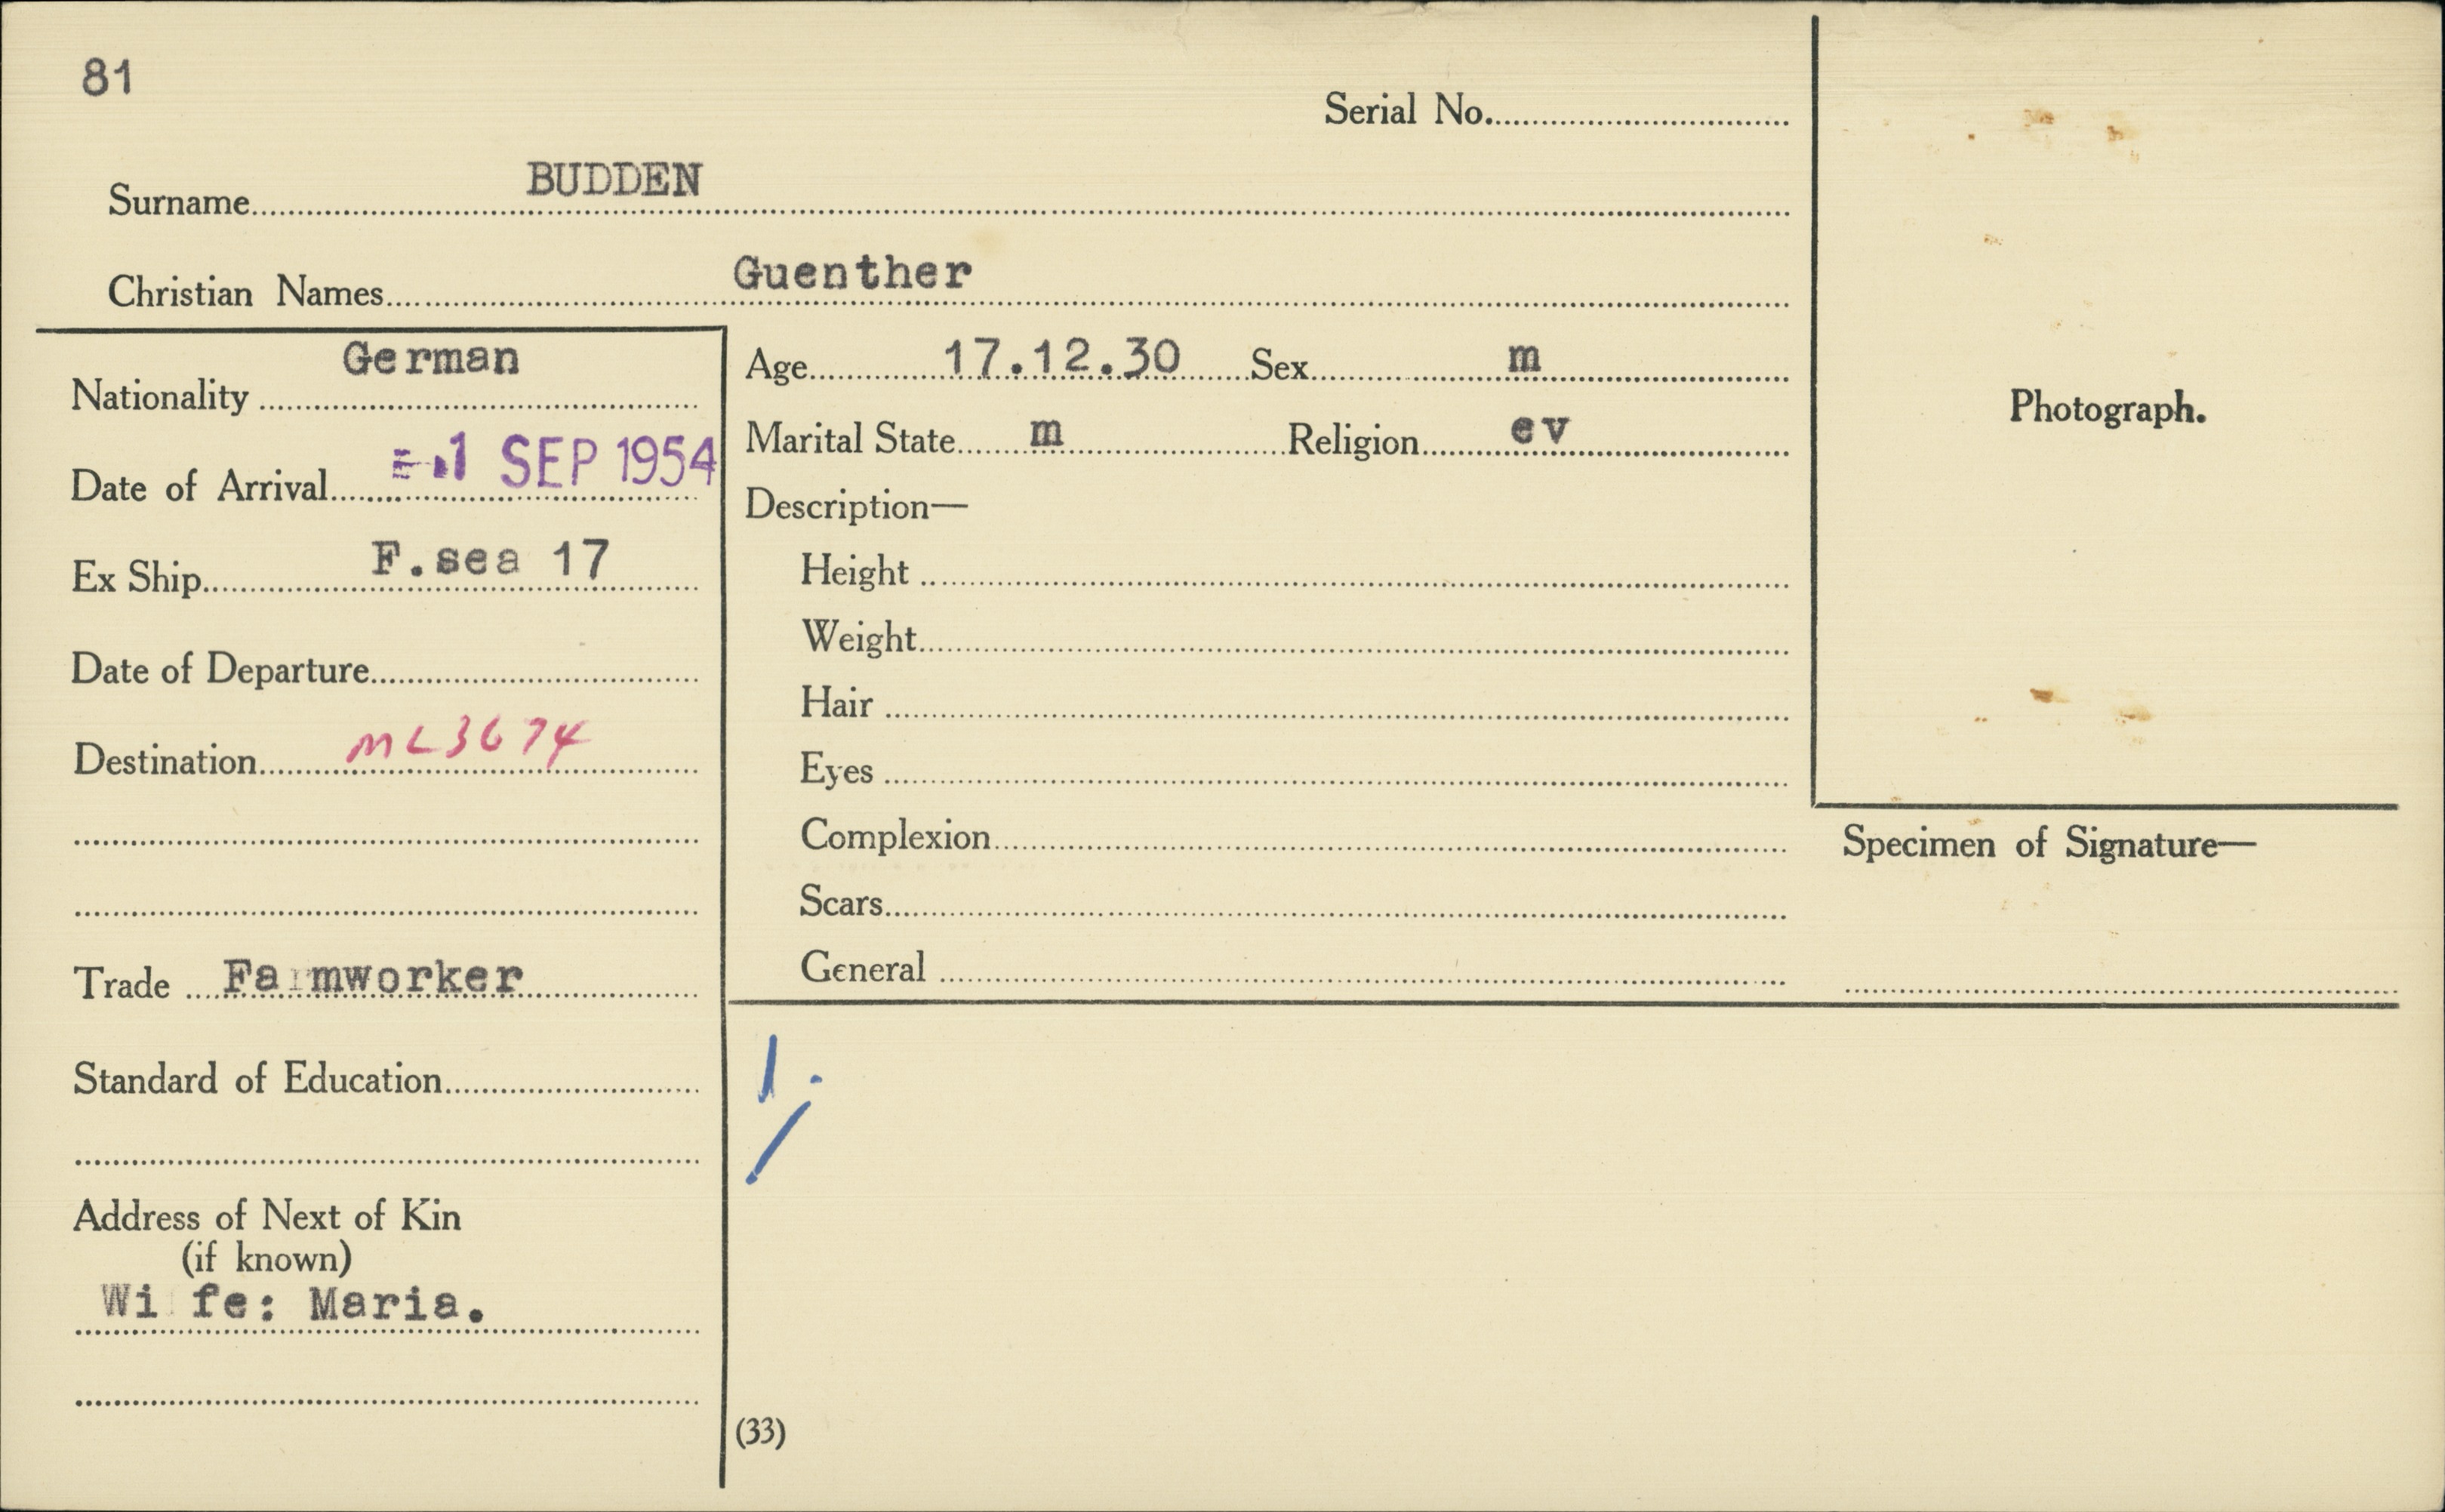 81
Serial No.
Surname BUDDEN
Christian Names Guenther
Nationality German
Date of Arrival -1 SEP 1954
Ex Ship F.sea 17
Date of Departure
Destination ML3674
Trade Farmworker
Standard of Education
Address of Next of Kin
(if known)
Wi fe: Maria.
Age 17.12.30 Sex m
Marital State m Religion ev
Description—
Height
Weight
Hair
Eyes
Complexion
Scars
General
(33)
Photograph.
Specimen of Signature—